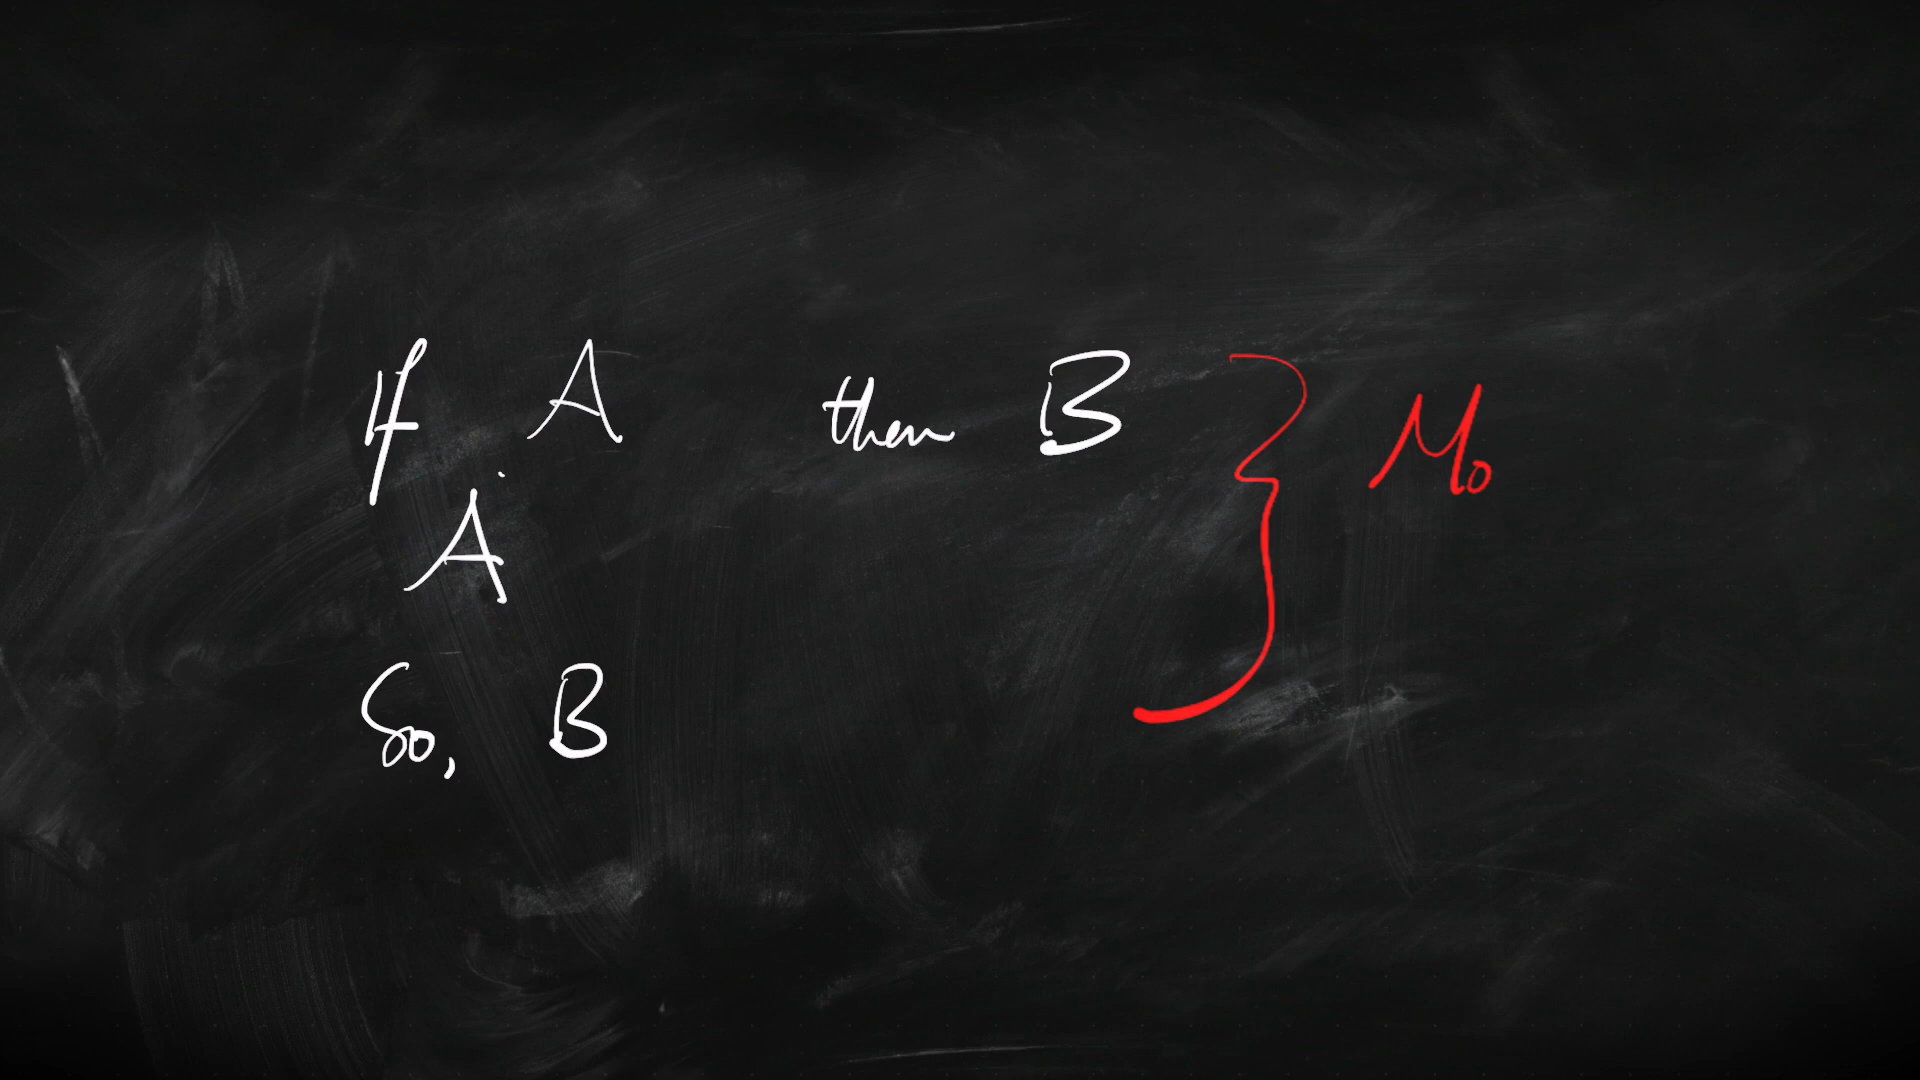 If A then B } Mo
A
So, B